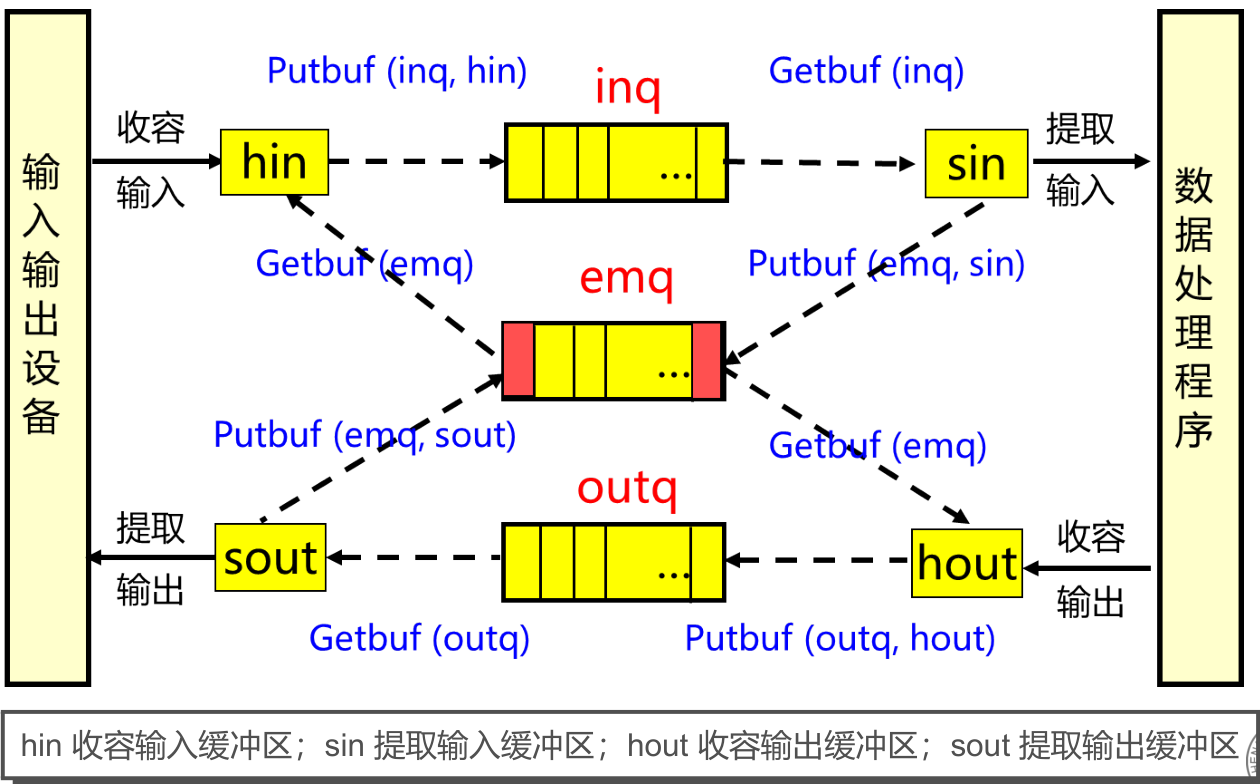 Putbuf (inq, hin)
inq
Getbuf (inq)
收容
输入
hin
...
sin
提取
输入
输入输出设备
数据处理程序
Getbuf (emq)
emq
Putbuf (emq, sin)
...
Putbuf (emq, sout)
Getbuf (emq)
outq
提取
输出
sout
...
hout
收容
输出
Getbuf (outq)
Putbuf (outq, hout)
hin 收容输入缓冲区；sin 提取输入缓冲区；hout 收容输出缓冲区；sout 提取输出缓冲区